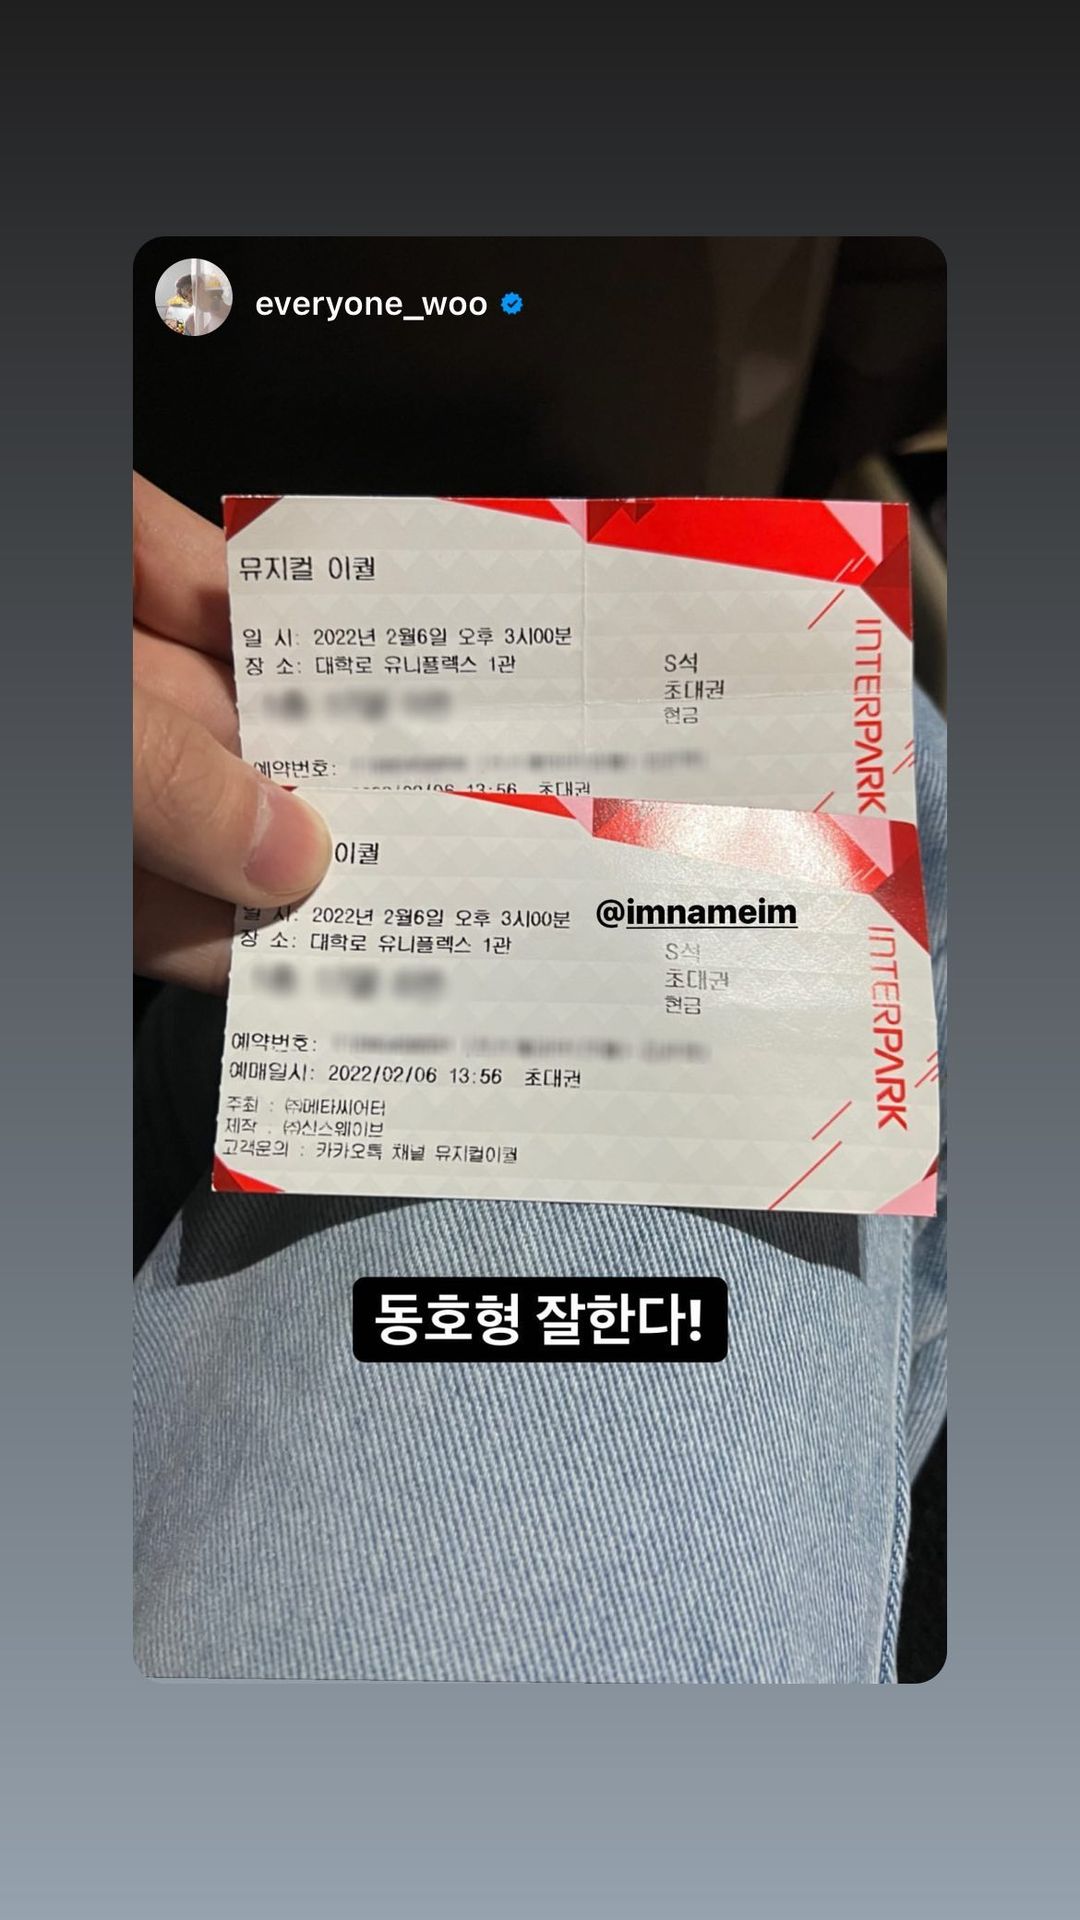 everyone_woo
뮤지컬 이퀄
일 시: 2022년 2월6일 오후 3시00분
장 소: 대학로 유니플렉스 1관
S석
초대권
현금
예약번호:
13:56 초대권
INTERPARK
이퀄
일 시: 2022년 2월6일 오후 3시00분
@imnameim
장 소: 대학로 유니플렉스 1관
S석
초대권
현금
예약번호:
예매일시: 2022/02/06 13:56 초대권
주최 : ㈜메타씨어터
제작 : ㈜신스웨이브
고객문의 : 카카오톡 채널 뮤지컬이퀄
INTERPARK
동호형 잘한다!